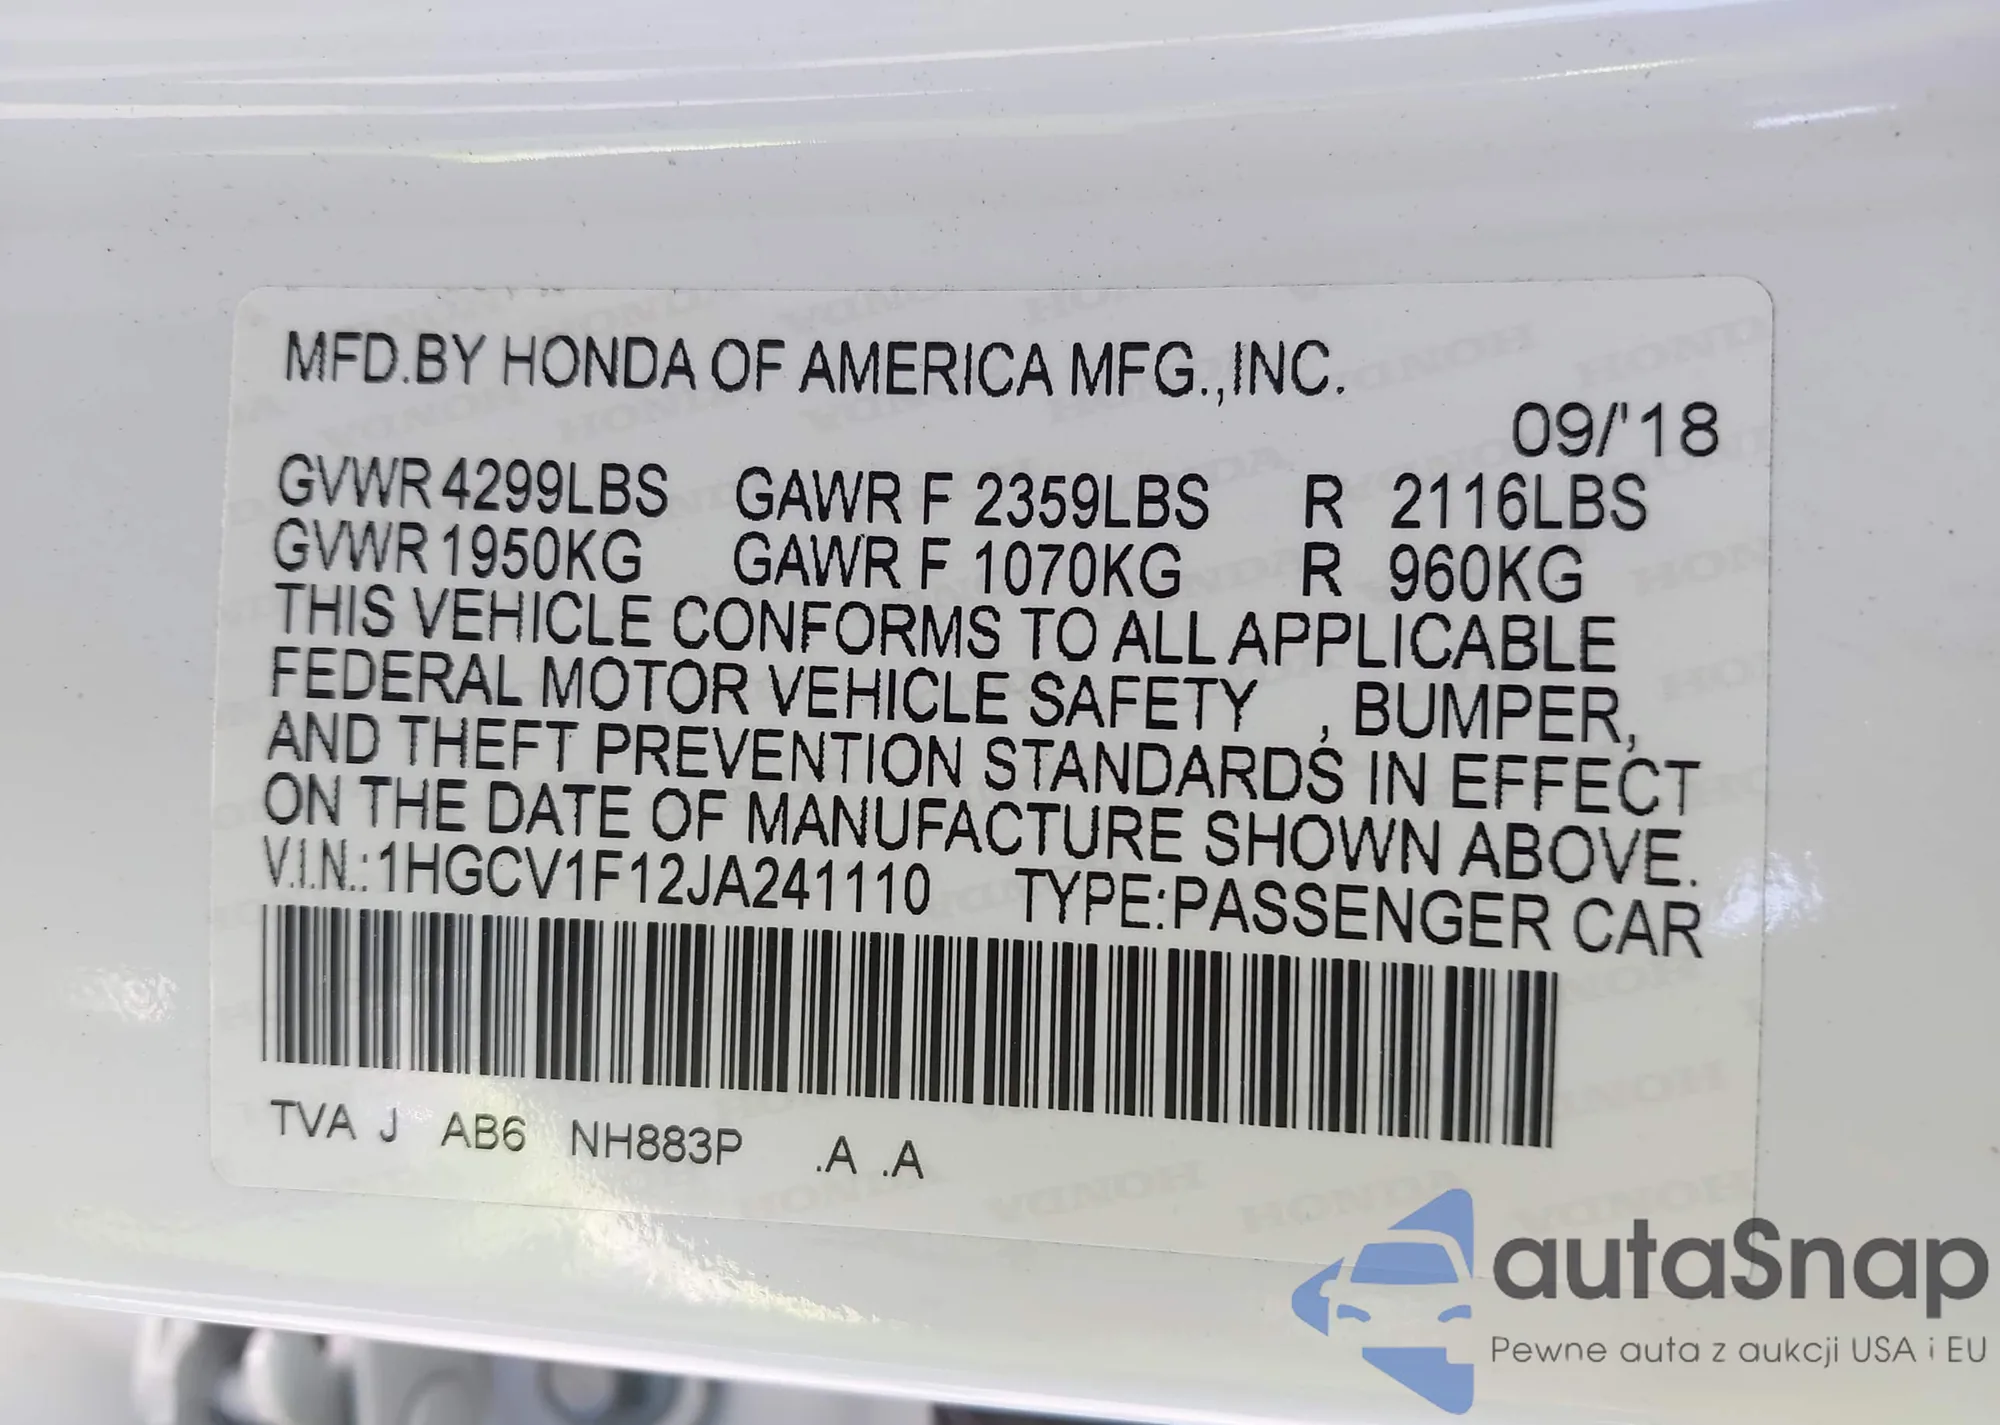 MFD.BY HONDA OF AMERICA MFG.,INC.
09/'18
GVWR 4299LBS GAWR F 2359LBS R 2116LBS
GVWR 1950KG GAWR F 1070KG R 960KG
THIS VEHICLE CONFORMS TO ALL APPLICABLE
FEDERAL MOTOR VEHICLE SAFETY , BUMPER,
AND THEFT PREVENTION STANDARDS IN EFFECT
ON THE DATE OF MANUFACTURE SHOWN ABOVE.
V.I.N.: 1HGCV1F12JA241110 TYPE:PASSENGER CAR
TVA J AB6 NH883P .A .A
autaSnap
Pewne auta z aukcji USA i EU